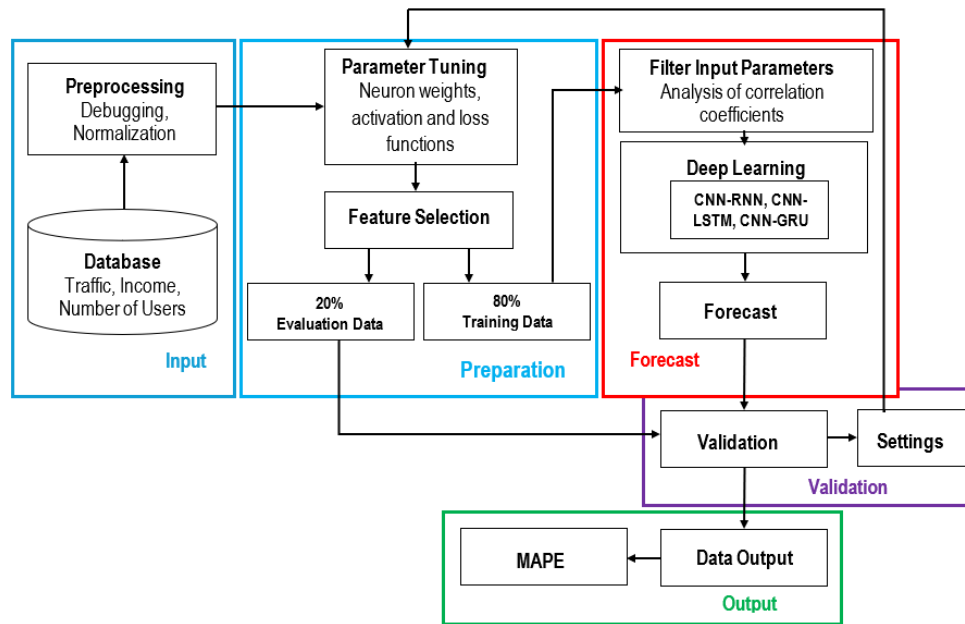 Preprocessing
Debugging,
Normalization
Database
Traffic, Income,
Number of Users
Input
Parameter Tuning
Neuron weights,
activation and loss
functions
Feature Selection
20%
Evaluation Data
80%
Training Data
Preparation
Filter Input Parameters
Analysis of correlation
coefficients
Deep Learning
CNN-RNN, CNN-
LSTM, CNN-GRU
Forecast
Forecast
Validation
Settings
Validation
MAPE
Data Output
Output